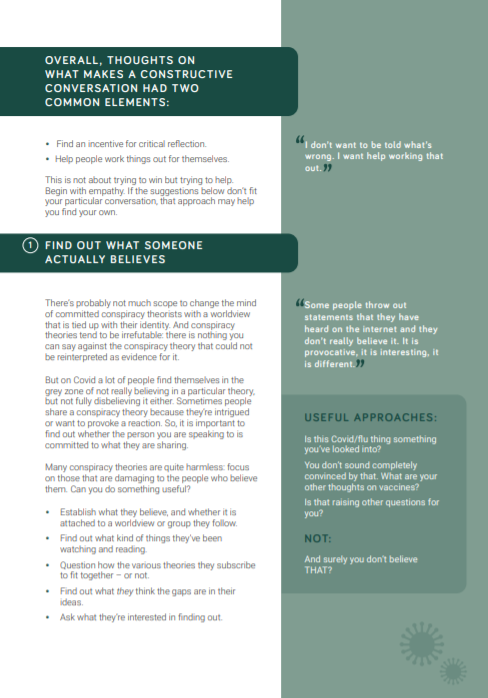 OVERALL, THOUGHTS ON
WHAT MAKES A CONSTRUCTIVE
CONVERSATION HAD TWO
COMMON ELEMENTS:
• Find an incentive for critical reflection.
• Help people work things out for themselves.
This is not about trying to win but trying to help.
Begin with empathy. If the suggestions below don't fit
your particular conversation, that approach may help
you find your own.
“I don't want to be told what's
wrong. I want help working that
out.”
1 FIND OUT WHAT SOMEONE
ACTUALLY BELIEVES
There's probably not much scope to change the mind
of committed conspiracy theorists with a worldview
that is tied up with their identity. And conspiracy
theories tend to be irrefutable: there is nothing you
can say against the conspiracy theory that could not
be reinterpreted as evidence for it.
But on Covid a lot of people find themselves in the
grey zone of not really believing in a particular theory,
but not fully disbelieving it either. Sometimes people
share a conspiracy theory because they're intrigued
or want to provoke a reaction. So, it is important to
find out whether the person you are speaking to is
committed to what they are sharing.
Many conspiracy theories are quite harmless: focus
on those that are damaging to the people who believe
them. Can you do something useful?
• Establish what they believe, and whether it is
attached to a worldview or group they follow.
• Find out what kind of things they've been
watching and reading.
• Question how the various theories they subscribe
to fit together – or not.
• Find out what they think the gaps are in their
ideas.
• Ask what they're interested in finding out.
“Some people throw out
statements that they have
heard on the internet and they
don't really believe it. It is
provocative, it is interesting, it
is different.”
USEFUL APPROACHES:
Is this Covid/flu thing something
you've looked into?
You don't sound completely
convinced by that. What are your
other thoughts on vaccines?
Is that raising other questions for
you?
NOT:
And surely you don't believe
THAT?